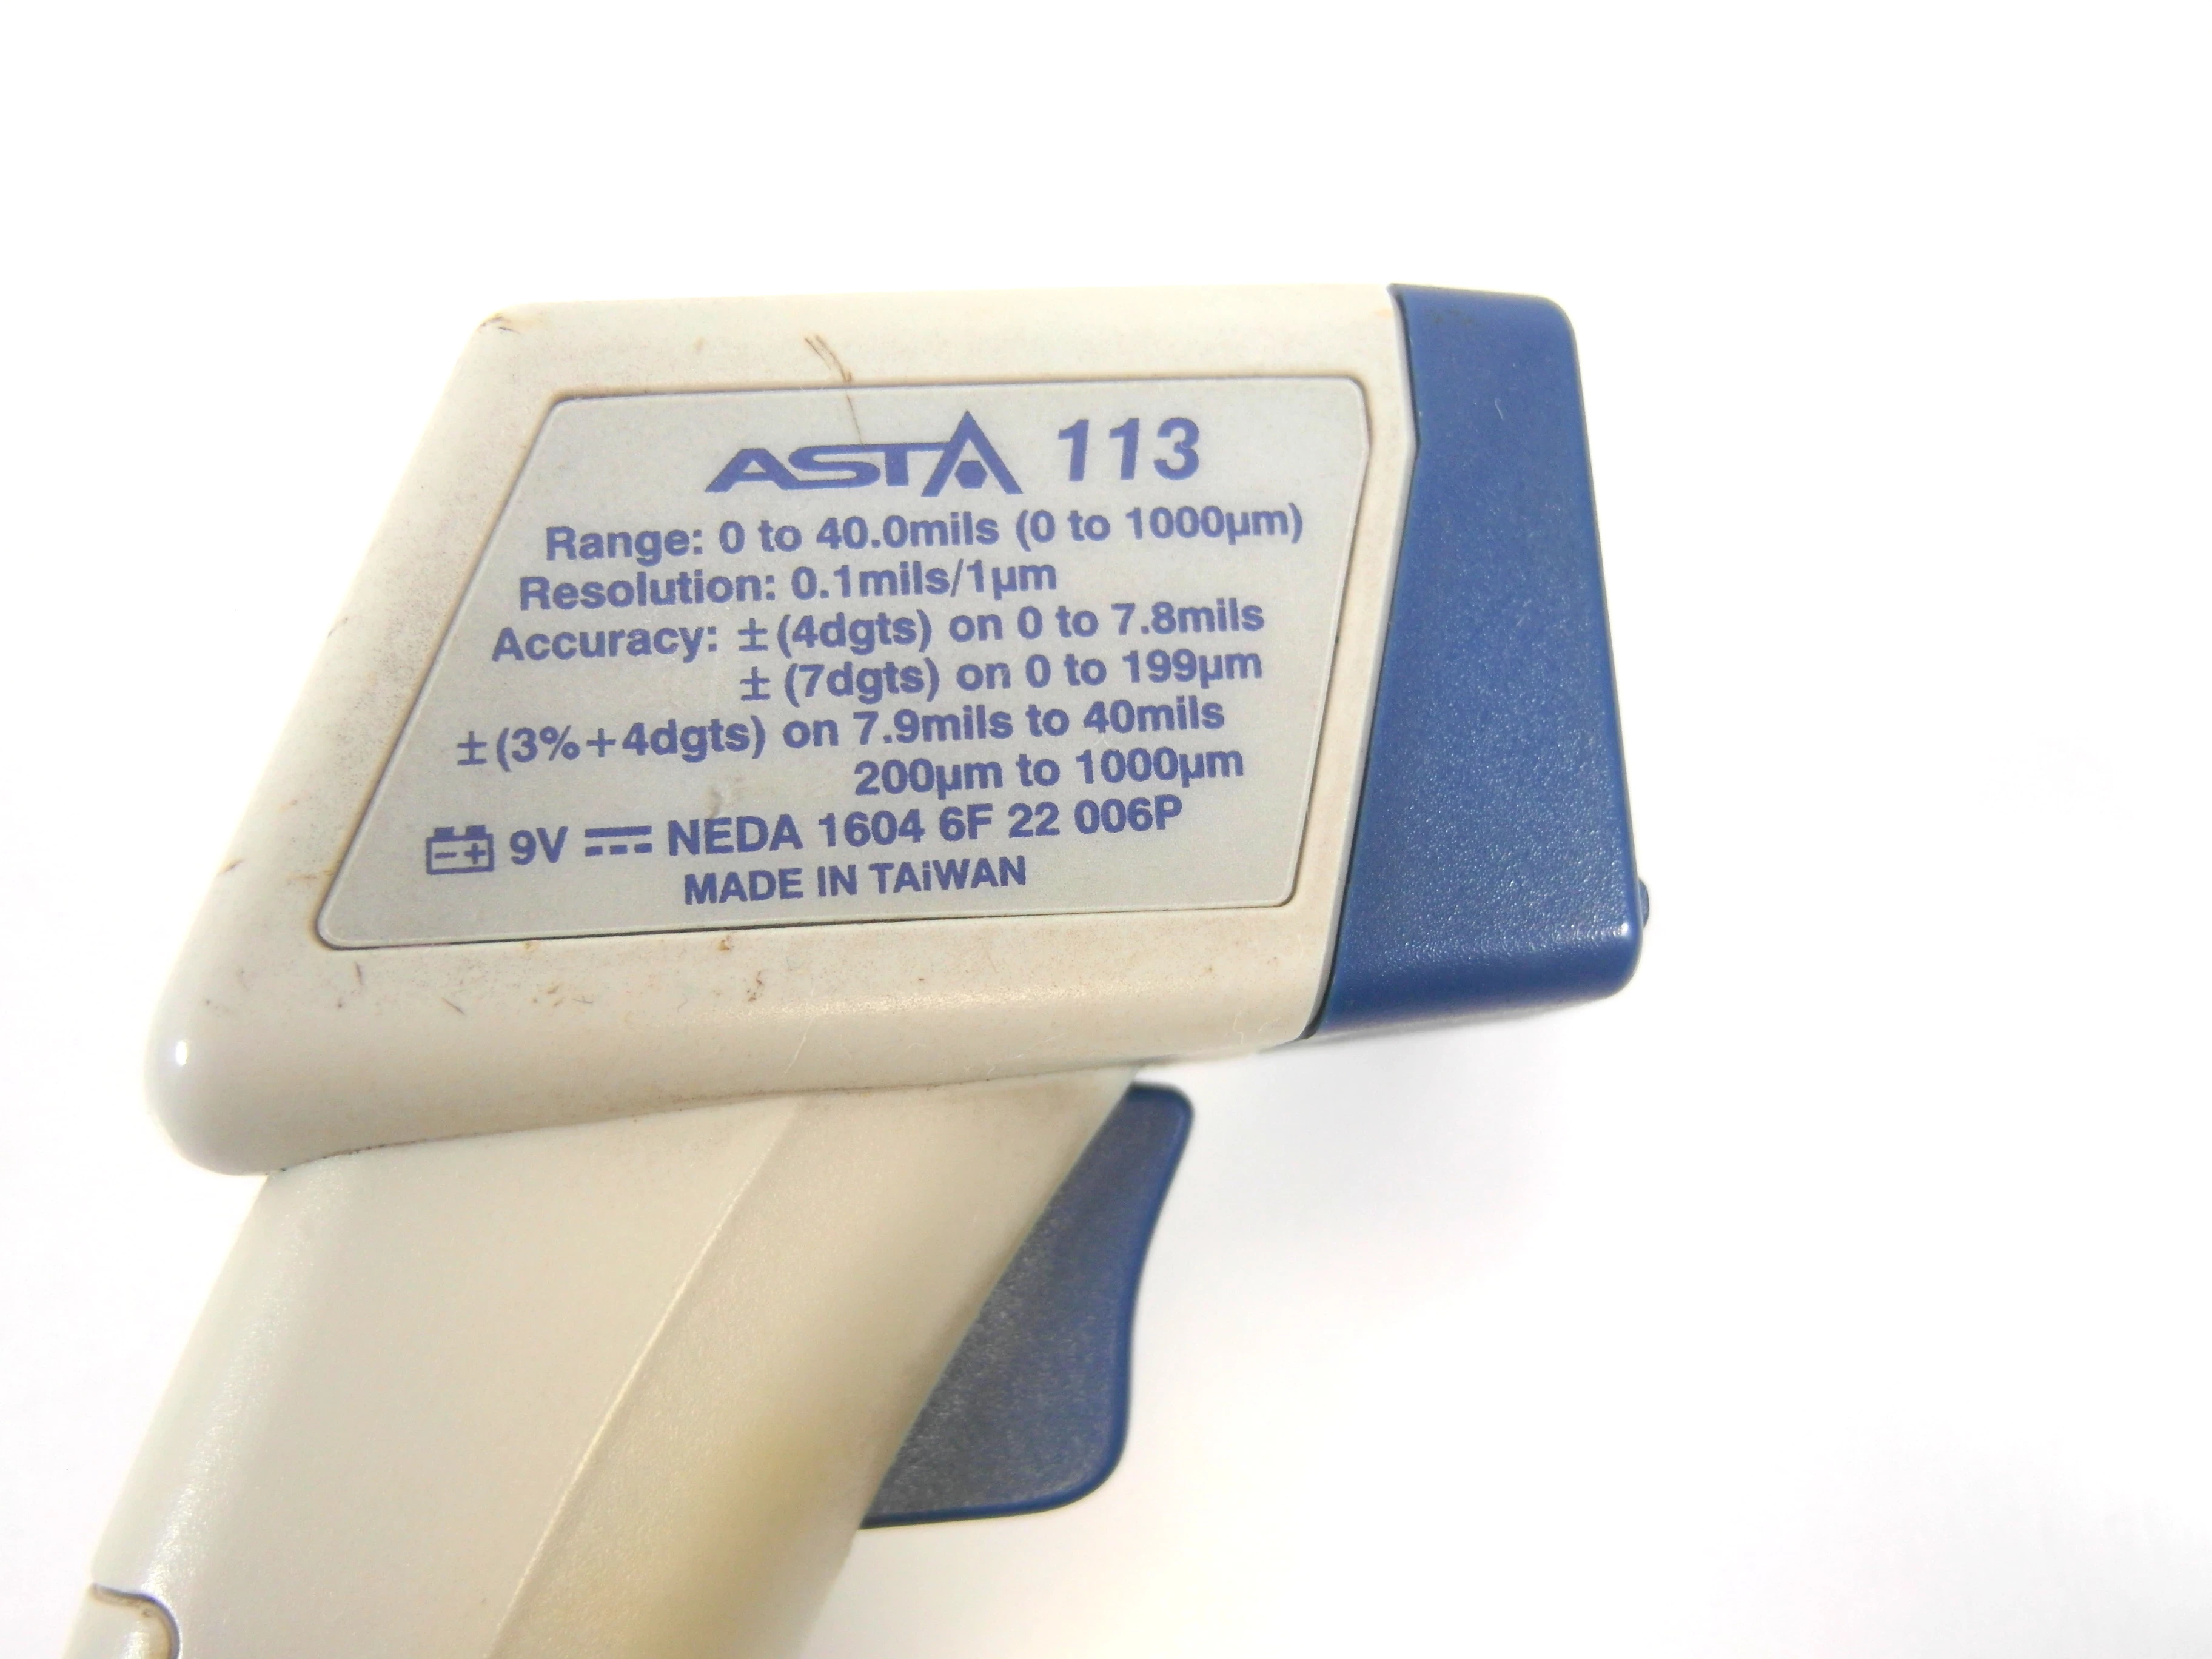 ASTA 113
Range: 0 to 40.0mils (0 to 1000µm)
Resolution: 0.1mils/1µm
Accuracy: ±(4dgts) on 0 to 7.8mils
±(7dgts) on 0 to 199µm
±(3%+4dgts) on 7.9mils to 40mils
200µm to 1000µm
9V NEDA 1604 6F 22 006P
MADE IN TAiWAN